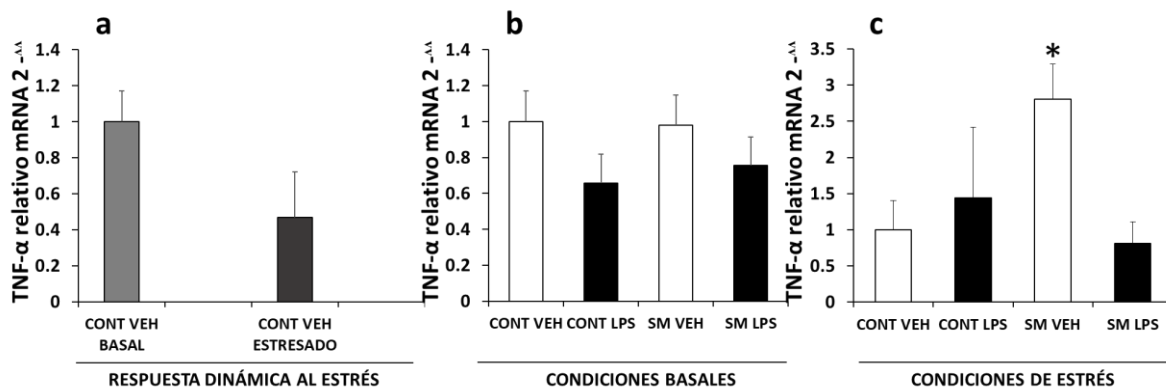 a
TNF-α relativo mRNA 2 -ΔΔ
1.4
1.2
1
0.8
0.6
0.4
0.2
0
CONT VEH
BASAL
CONT VEH
ESTRESADO
RESPUESTA DINÁMICA AL ESTRÉS
b
TNF-α relativo mRNA 2 -ΔΔ
1.4
1.2
1
0.8
0.6
0.4
0.2
0
CONT VEH CONT LPS SM VEH SM LPS
CONDICIONES BASALES
c
TNF-α relativo mRNA 2 -ΔΔ
3.5
3
2.5
2
1.5
1
0.5
0
*
CONT VEH CONT LPS SM VEH SM LPS
CONDICIONES DE ESTRÉS